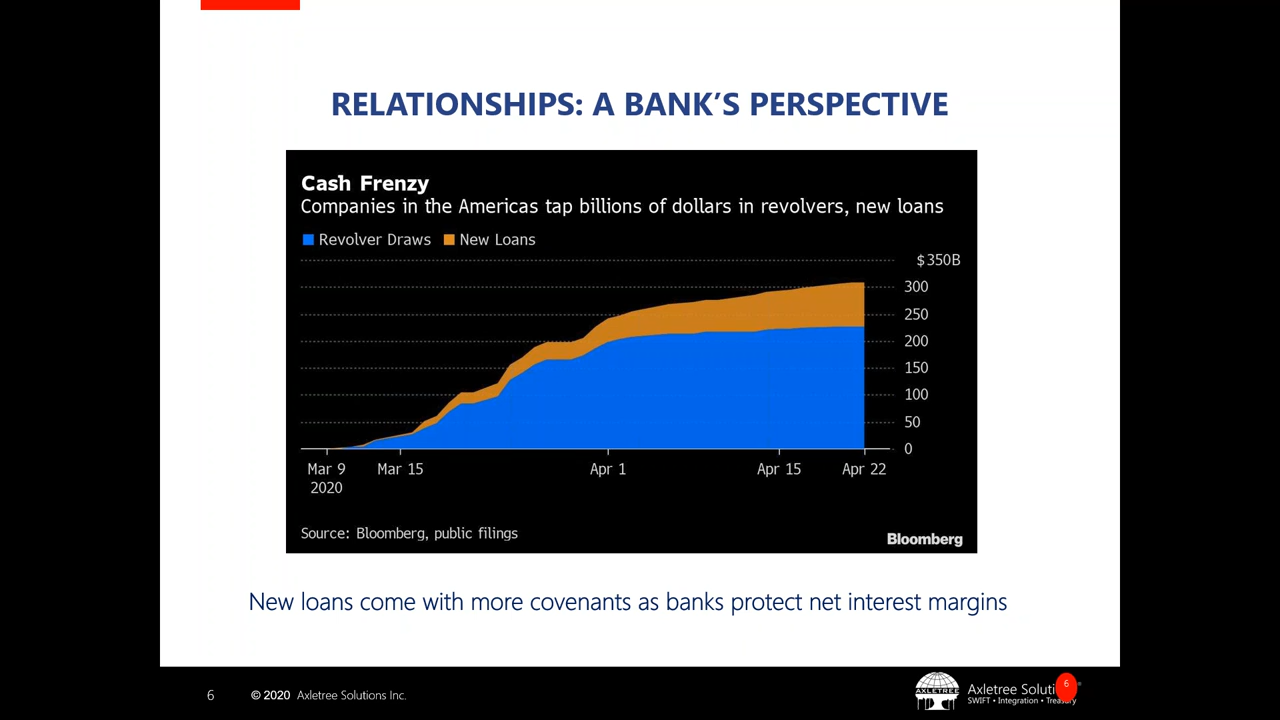 RELATIONSHIPS: A BANK'S PERSPECTIVE
Cash Frenzy
Companies in the Americas tap billions of dollars in revolvers, new loans
Revolver Draws New Loans
$350B
300
250
200
150
100
50
0
Mar 9 Mar 15 Apr 1 Apr 15 Apr 22
2020
Source: Bloomberg, public filings
Bloomberg
New loans come with more covenants as banks protect net interest margins
6 © 2020 Axletree Solutions Inc.
AXLETREE
Axletree Soluti
6
SWIFT • Integration • Treasury